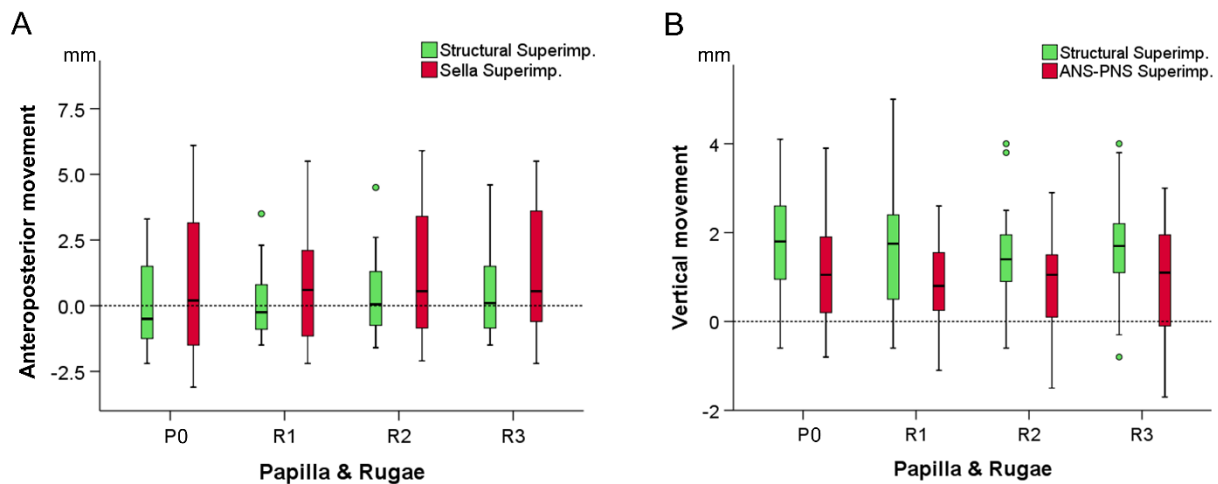 A
mm
Structural Superimp.
Sella Superimp.
Anteroposterior movement
7.5
5.0
2.5
0.0
-2.5
P0 R1 R2 R3
Papilla & Rugae
B
mm
Structural Superimp.
ANS-PNS Superimp.
Vertical movement
4
2
0
-2
P0 R1 R2 R3
Papilla & Rugae